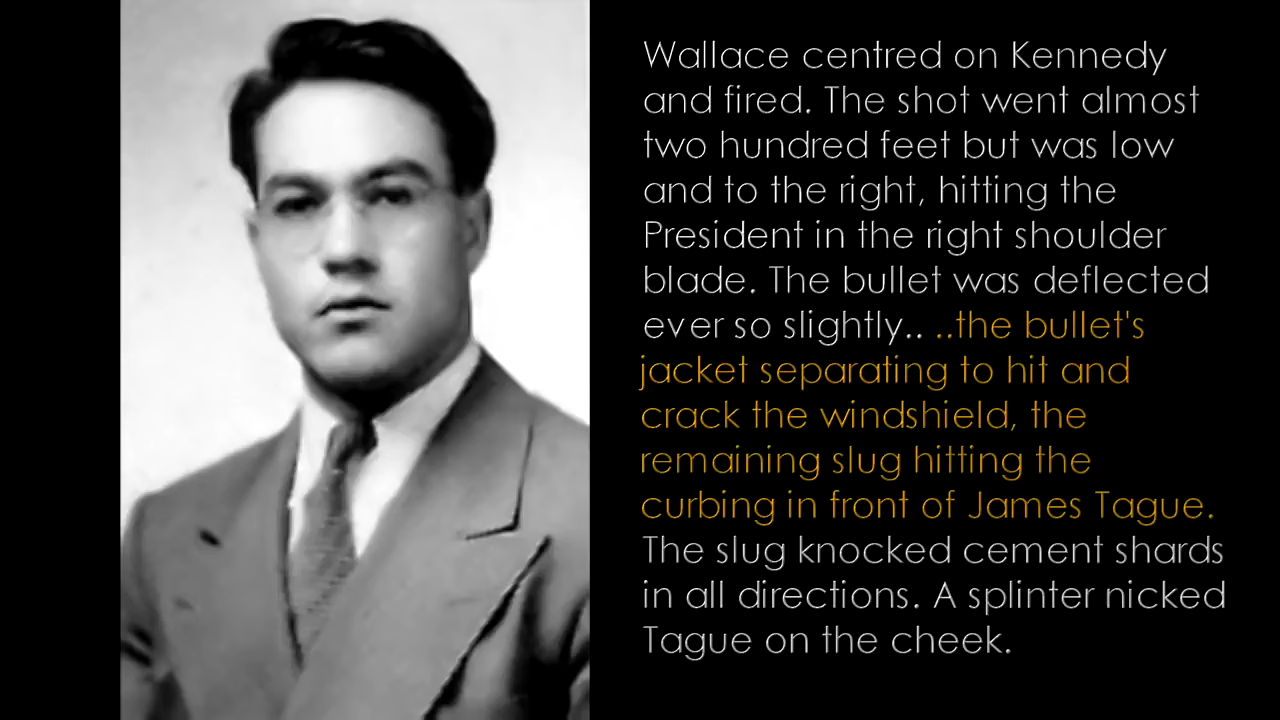 Wallace centred on Kennedy
and fired. The shot went almost
two hundred feet but was low
and to the right, hitting the
President in the right shoulder
blade. The bullet was deflected
ever so slightly.. ..the bullet's
jacket separating to hit and
crack the windshield, the
remaining slug hitting the
curbing in front of James Tague.
The slug knocked cement shards
in all directions. A splinter nicked
Tague on the cheek.